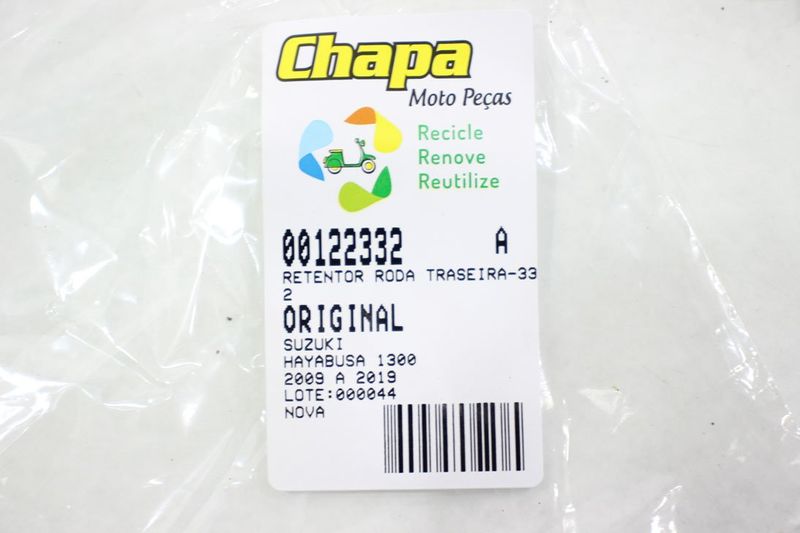 Chapa
Moto Peças
Recicle
Renove
Reutilize
00122332 A
RETENTOR RODA TRASEIRA-33
2
ORIGINAL
SUZUKI
HAYABUSA 1300
2009 A 2019
LOTE:000044
NOVA